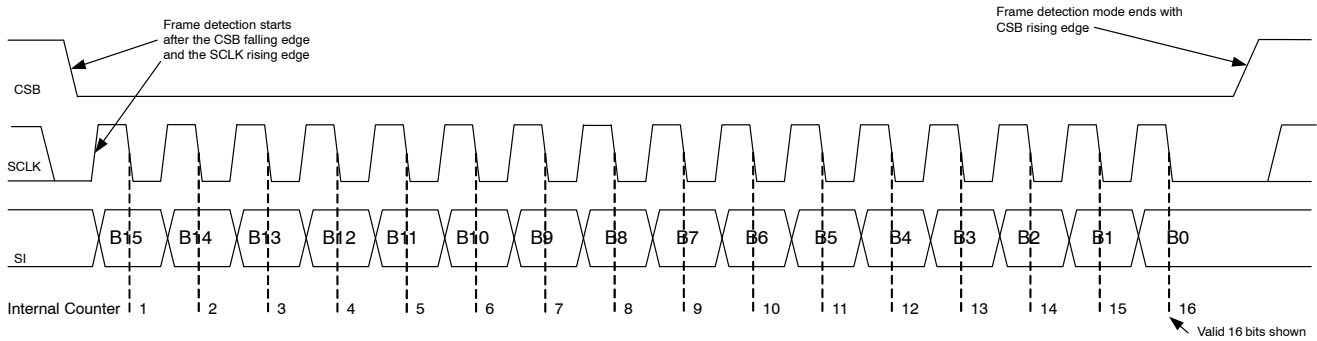 Frame detection starts
after the CSB falling edge
and the SCLK rising edge
Frame detection mode ends with
CSB rising edge
CSB
SCLK
SI
B15 B14 B13 B12 B11 B10 B9 B8 B7 B6 B5 B4 B3 B2 B1 B0
Internal Counter 1 2 3 4 5 6 7 8 9 10 11 12 13 14 15 16
Valid 16 bits shown